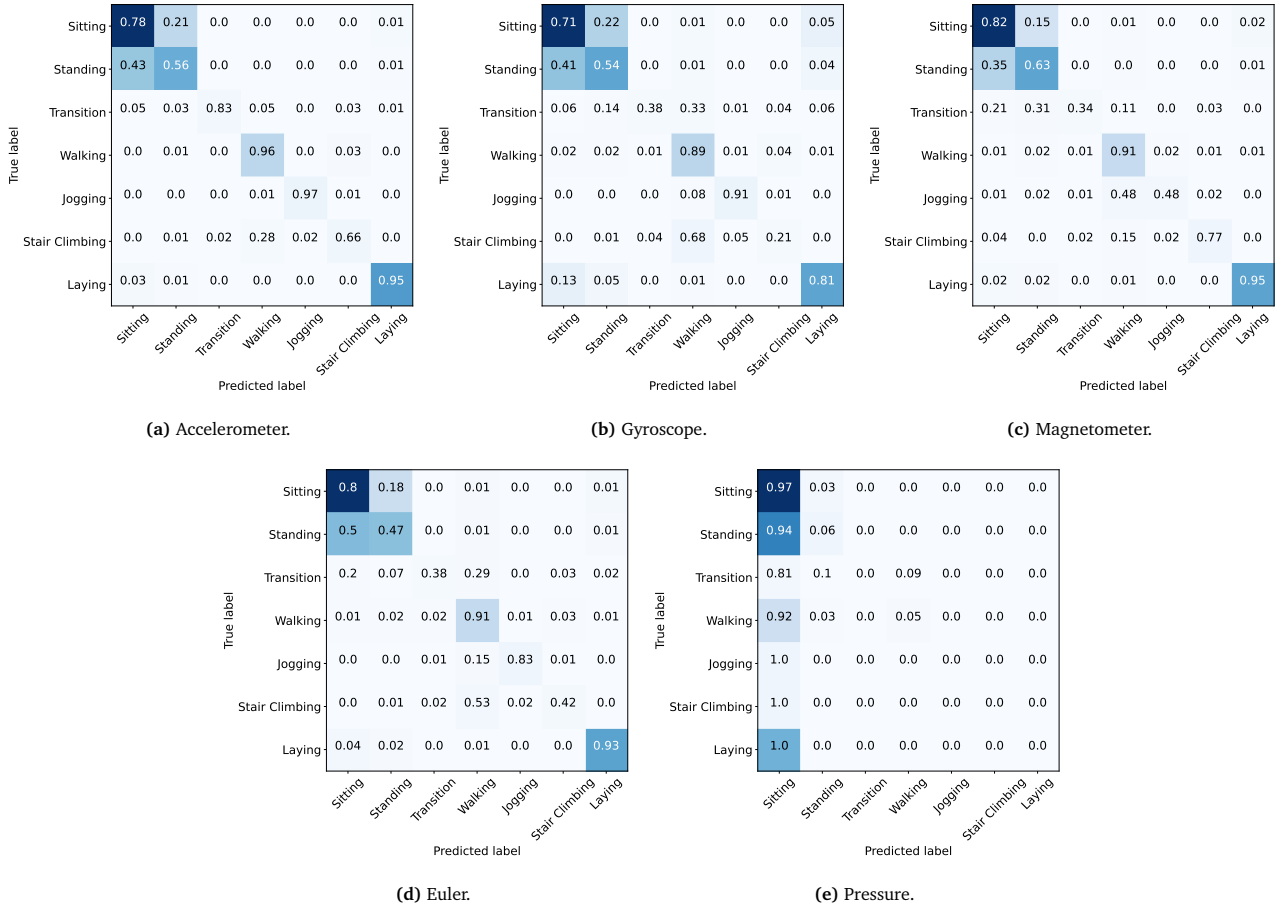 Sitting 0.78 0.21 0.0 0.0 0.0 0.0 0.01
Standing 0.43 0.56 0.0 0.0 0.0 0.0 0.01
Transition 0.05 0.03 0.83 0.05 0.0 0.03 0.01
Walking 0.0 0.01 0.0 0.96 0.0 0.03 0.0
Jogging 0.0 0.0 0.0 0.01 0.97 0.01 0.0
Stair Climbing 0.0 0.01 0.02 0.28 0.02 0.66 0.0
Laying 0.03 0.01 0.0 0.0 0.0 0.0 0.95
True label
Sitting Standing Transition Walking Jogging Stair Climbing Laying
Predicted label
(a) Accelerometer.
Sitting 0.71 0.22 0.0 0.01 0.0 0.0 0.05
Standing 0.41 0.54 0.0 0.01 0.0 0.0 0.04
Transition 0.06 0.14 0.38 0.33 0.01 0.04 0.06
Walking 0.02 0.02 0.01 0.89 0.01 0.04 0.01
Jogging 0.0 0.0 0.0 0.08 0.91 0.01 0.0
Stair Climbing 0.0 0.01 0.04 0.68 0.05 0.21 0.0
Laying 0.13 0.05 0.0 0.01 0.0 0.0 0.81
True label
Sitting Standing Transition Walking Jogging Stair Climbing Laying
Predicted label
(b) Gyroscope.
Sitting 0.82 0.15 0.0 0.01 0.0 0.0 0.02
Standing 0.35 0.63 0.0 0.0 0.0 0.0 0.01
Transition 0.21 0.31 0.34 0.11 0.0 0.03 0.0
Walking 0.01 0.02 0.01 0.91 0.02 0.01 0.01
Jogging 0.01 0.02 0.01 0.48 0.48 0.02 0.0
Stair Climbing 0.04 0.0 0.02 0.15 0.02 0.77 0.0
Laying 0.02 0.02 0.0 0.01 0.0 0.0 0.95
True label
Sitting Standing Transition Walking Jogging Stair Climbing Laying
Predicted label
(c) Magnetometer.
Sitting 0.8 0.18 0.0 0.01 0.0 0.0 0.01
Standing 0.5 0.47 0.0 0.01 0.0 0.0 0.01
Transition 0.2 0.07 0.38 0.29 0.0 0.03 0.02
Walking 0.01 0.02 0.02 0.91 0.01 0.03 0.01
Jogging 0.0 0.0 0.01 0.15 0.83 0.01 0.0
Stair Climbing 0.0 0.01 0.02 0.53 0.02 0.42 0.0
Laying 0.04 0.02 0.0 0.01 0.0 0.0 0.93
True label
Sitting Standing Transition Walking Jogging Stair Climbing Laying
Predicted label
(d) Euler.
Sitting 0.97 0.03 0.0 0.0 0.0 0.0 0.0
Standing 0.94 0.06 0.0 0.0 0.0 0.0 0.0
Transition 0.81 0.1 0.0 0.09 0.0 0.0 0.0
Walking 0.92 0.03 0.0 0.05 0.0 0.0 0.0
Jogging 1.0 0.0 0.0 0.0 0.0 0.0 0.0
Stair Climbing 1.0 0.0 0.0 0.0 0.0 0.0 0.0
Laying 1.0 0.0 0.0 0.0 0.0 0.0 0.0
True label
Sitting Standing Transition Walking Jogging Stair Climbing Laying
Predicted label
(e) Pressure.